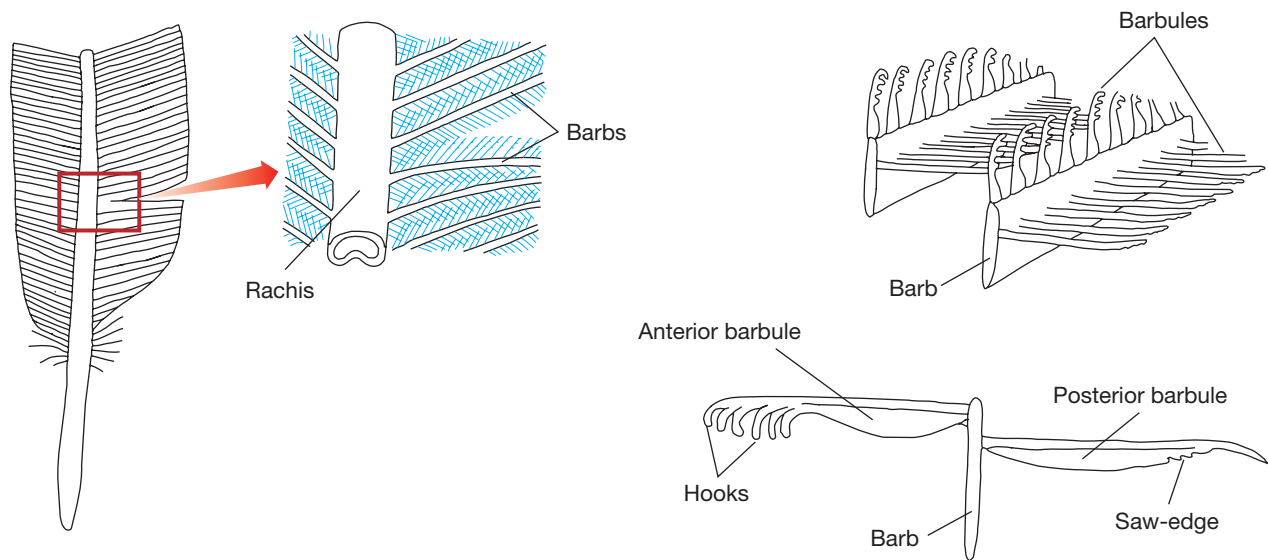 Barbules
Barbs
Rachis
Barb
Anterior barbule
Posterior barbule
Hooks
Barb
Saw-edge